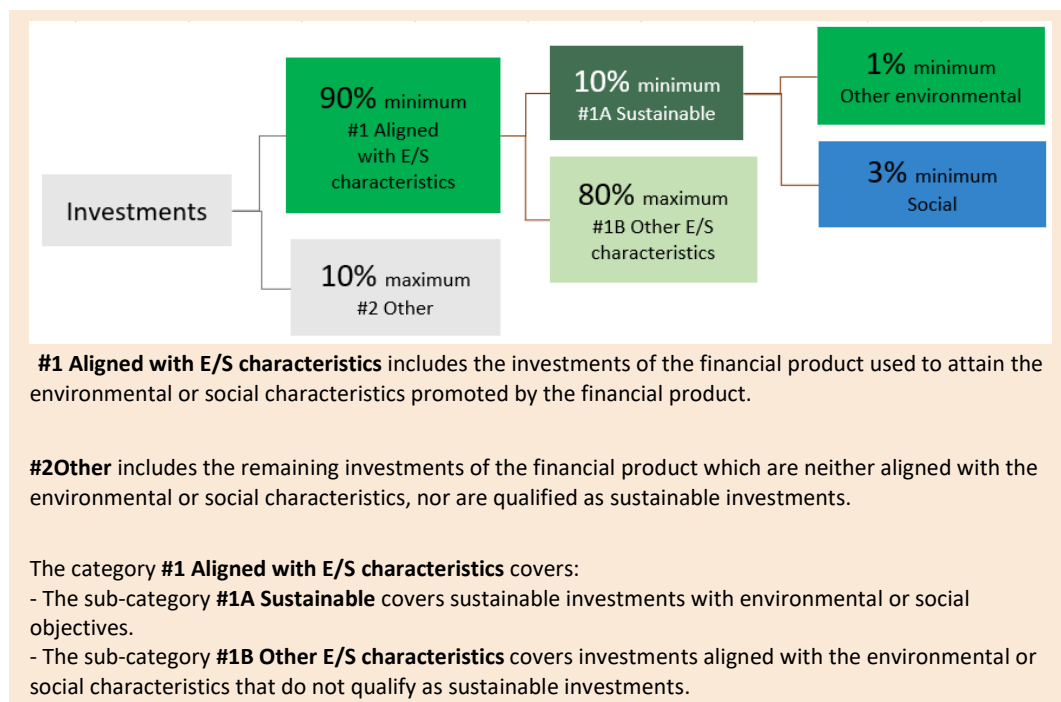 Investments
90% minimum
#1 Aligned
with E/S
characteristics
10% maximum
#2 Other
10% minimum
#1A Sustainable
80% maximum
#1B Other E/S
characteristics
1% minimum
Other environmental
3% minimum
Social
#1 Aligned with E/S characteristics includes the investments of the financial product used to attain the
environmental or social characteristics promoted by the financial product.
#2Other includes the remaining investments of the financial product which are neither aligned with the
environmental or social characteristics, nor are qualified as sustainable investments.
The category #1 Aligned with E/S characteristics covers:
- The sub-category #1A Sustainable covers sustainable investments with environmental or social
objectives.
- The sub-category #1B Other E/S characteristics covers investments aligned with the environmental or
social characteristics that do not qualify as sustainable investments.